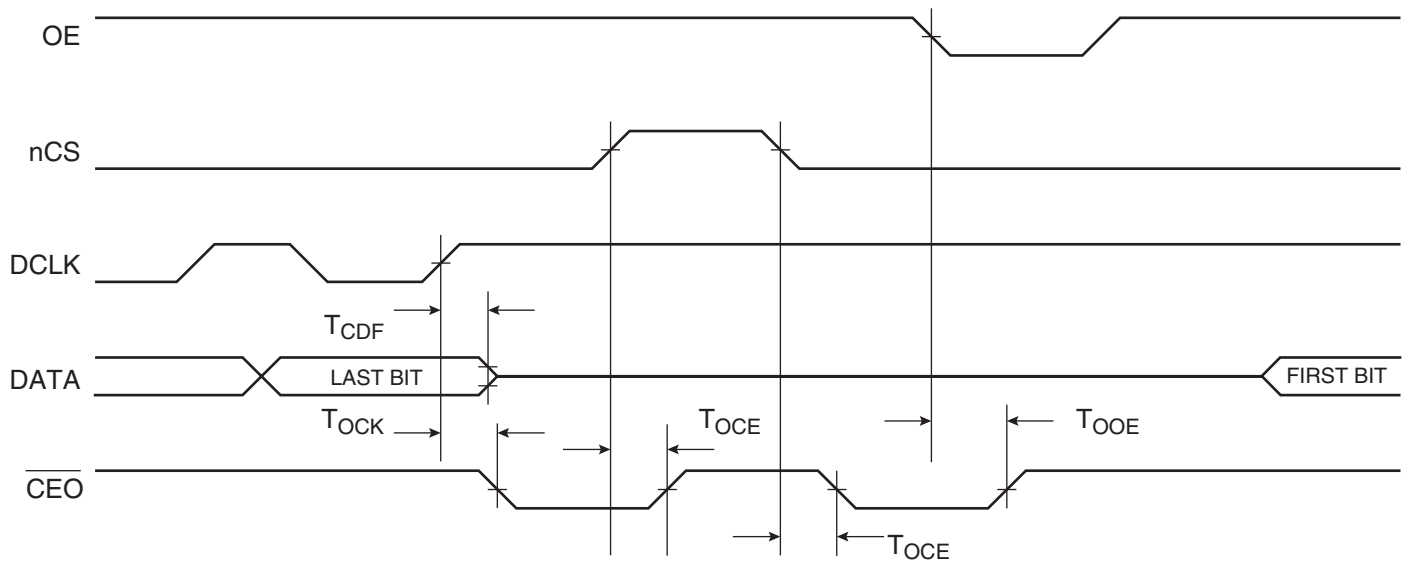 OE
nCS
DCLK
TCDF
DATA
LAST BIT
FIRST BIT
TOCK
TOCE
TOOE
CEO
TOCE